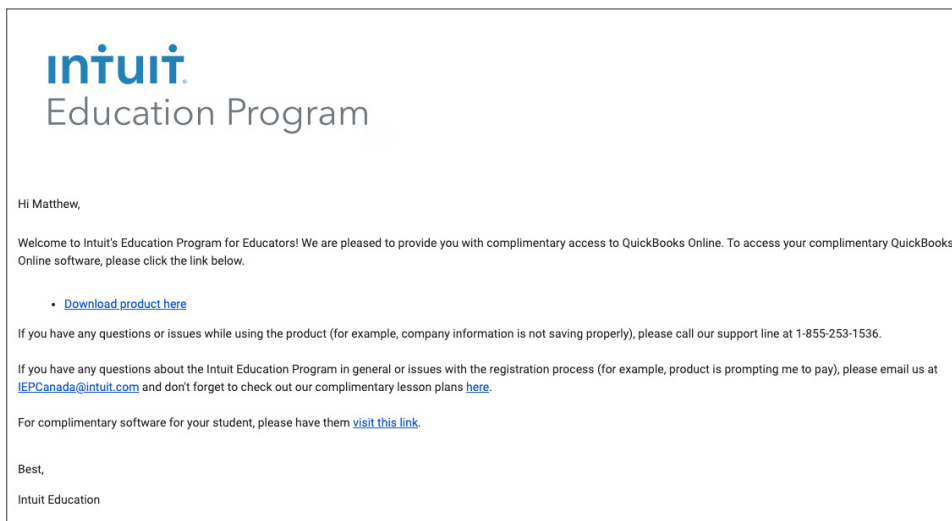 intuit.
Education Program
Hi Matthew,
Welcome to Intuit's Education Program for Educators! We are pleased to provide you with complimentary access to QuickBooks Online. To access your complimentary QuickBooks
Online software, please click the link below.
• Download product here
If you have any questions or issues while using the product (for example, company information is not saving properly), please call our support line at 1-855-253-1536.
If you have any questions about the Intuit Education Program in general or issues with the registration process (for example, product is prompting me to pay), please email us at
IEPCanada@intuit.com and don't forget to check out our complimentary lesson plans here.
For complimentary software for your student, please have them visit this link.
Best,
Intuit Education